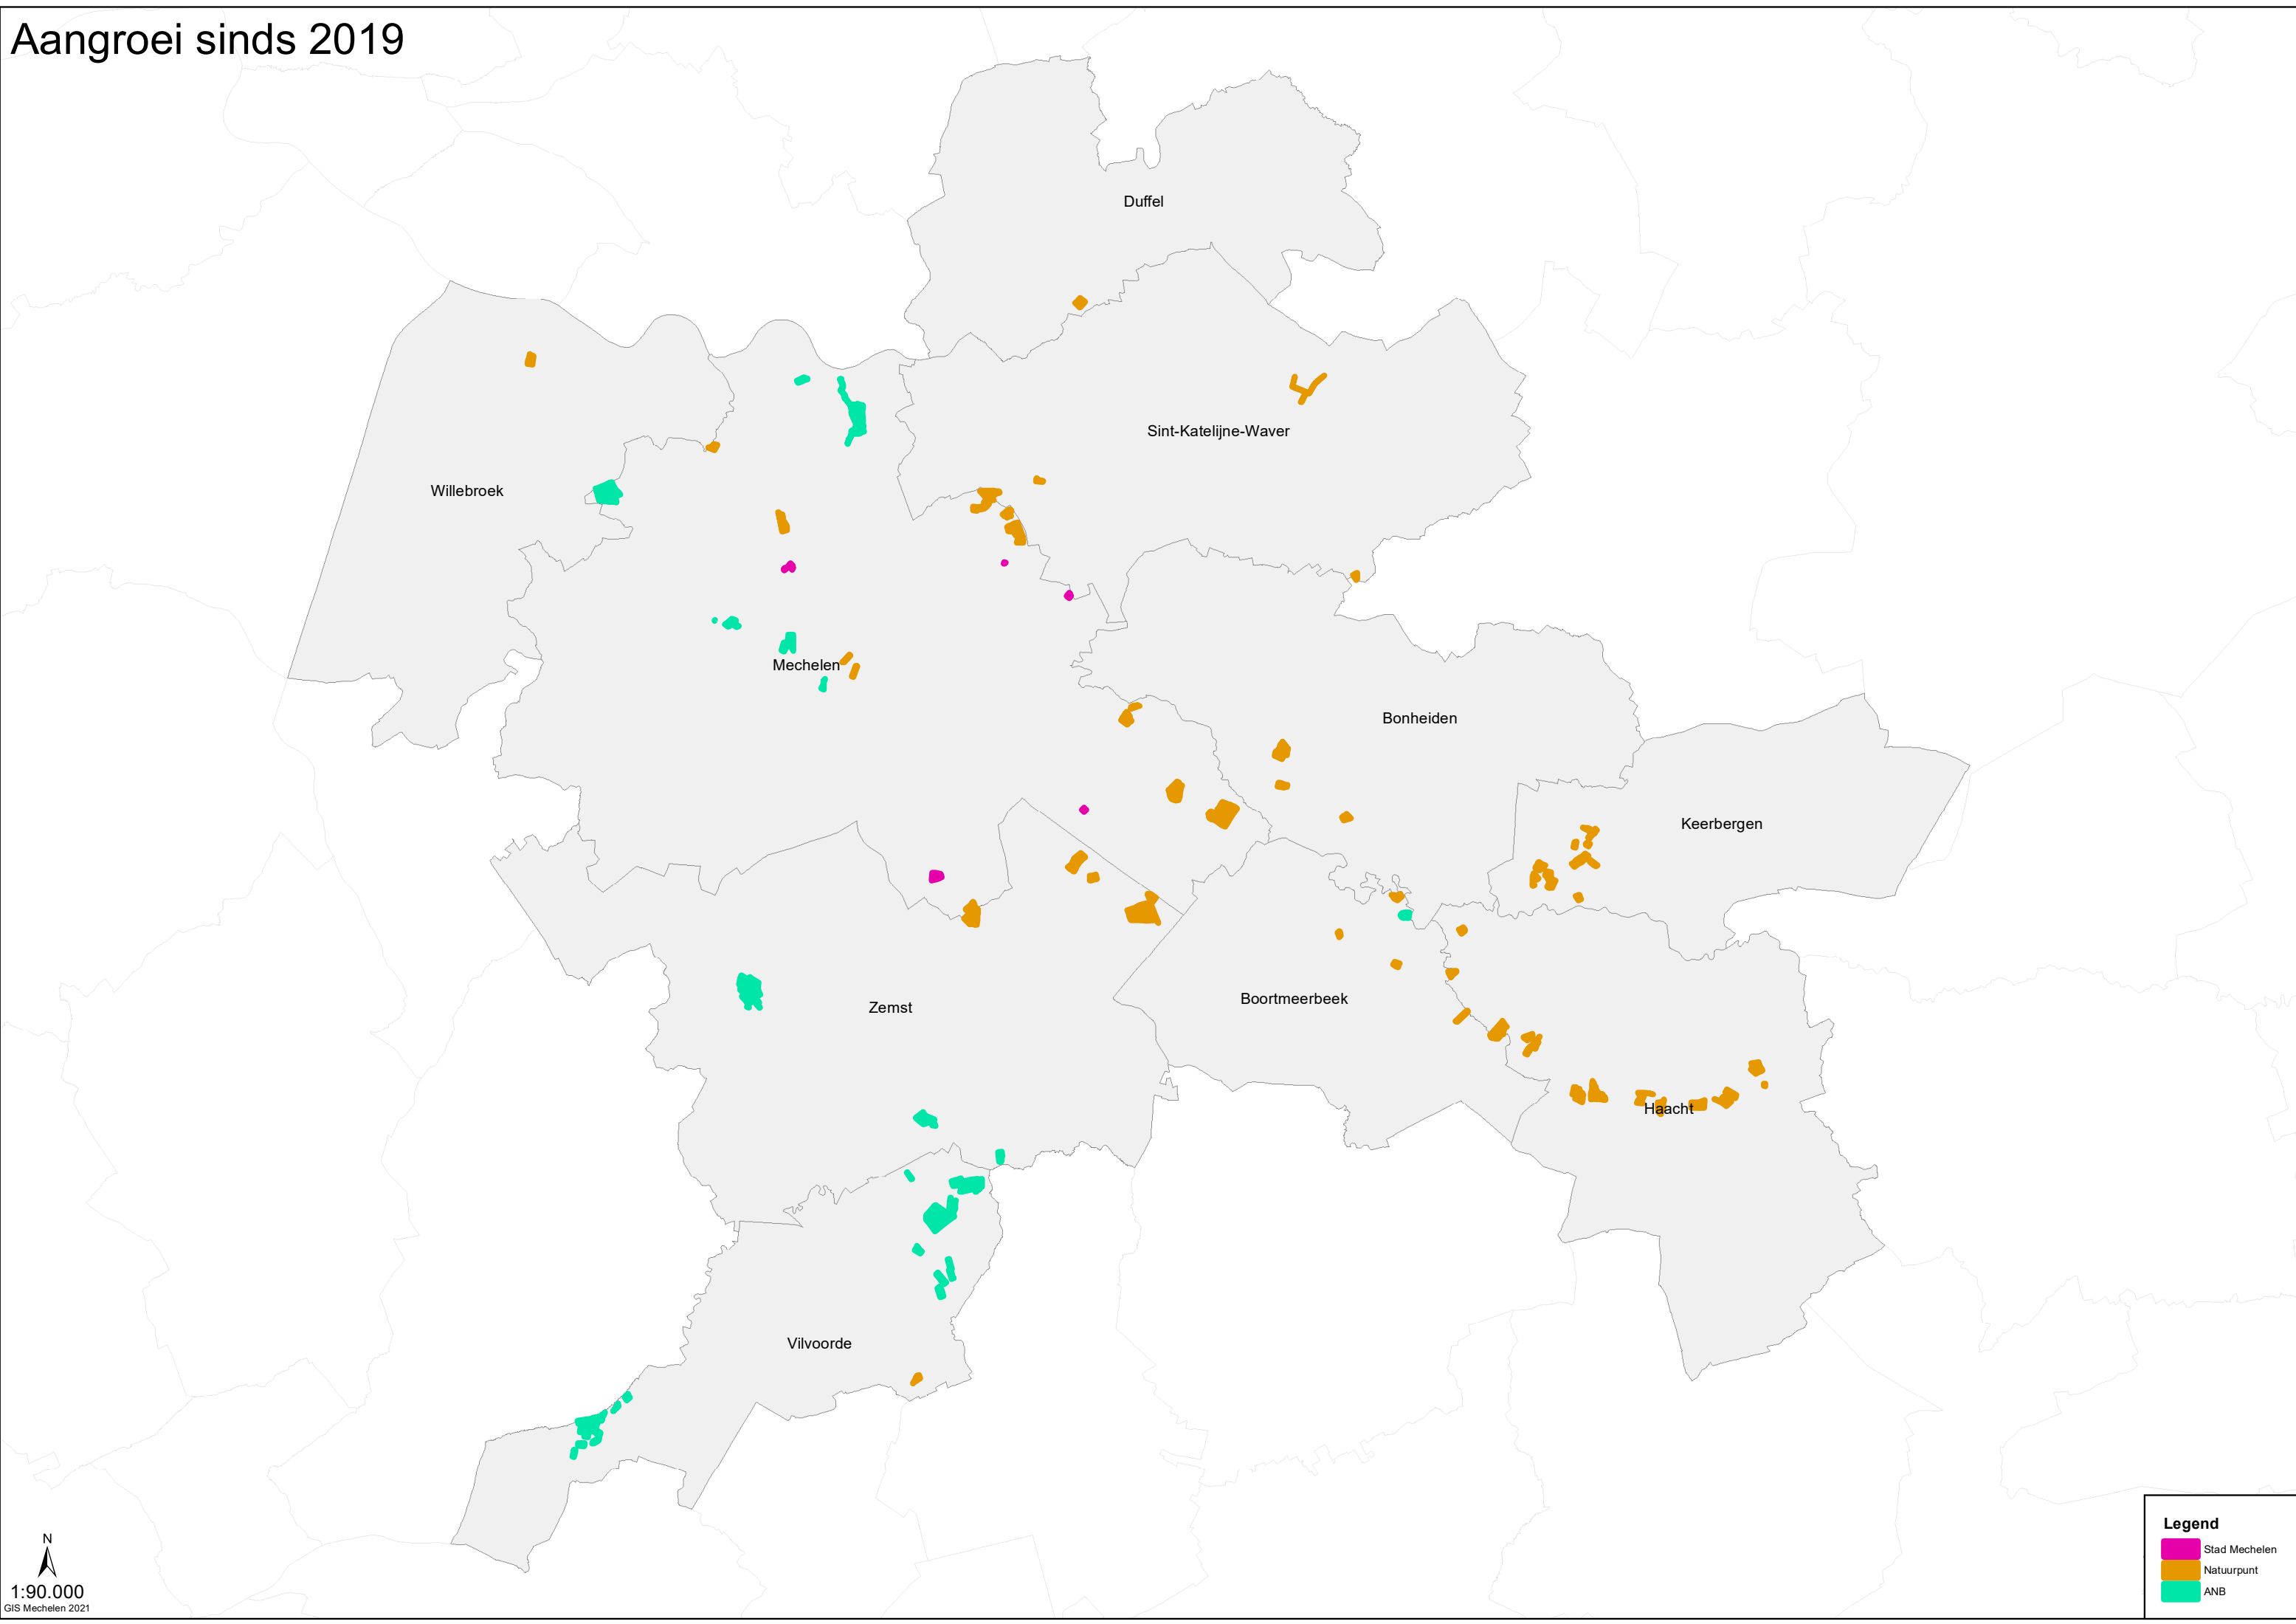 Aangroei sinds 2019
Duffel
Sint-Katelijne-Waver
Willebroek
Mechelen
Bonheiden
Keerbergen
Boortmeerbeek
Zemst
Haacht
Vilvoorde
N
1:90.000
GIS Mechelen 2021
Legend
Stad Mechelen
Natuurpunt
ANB